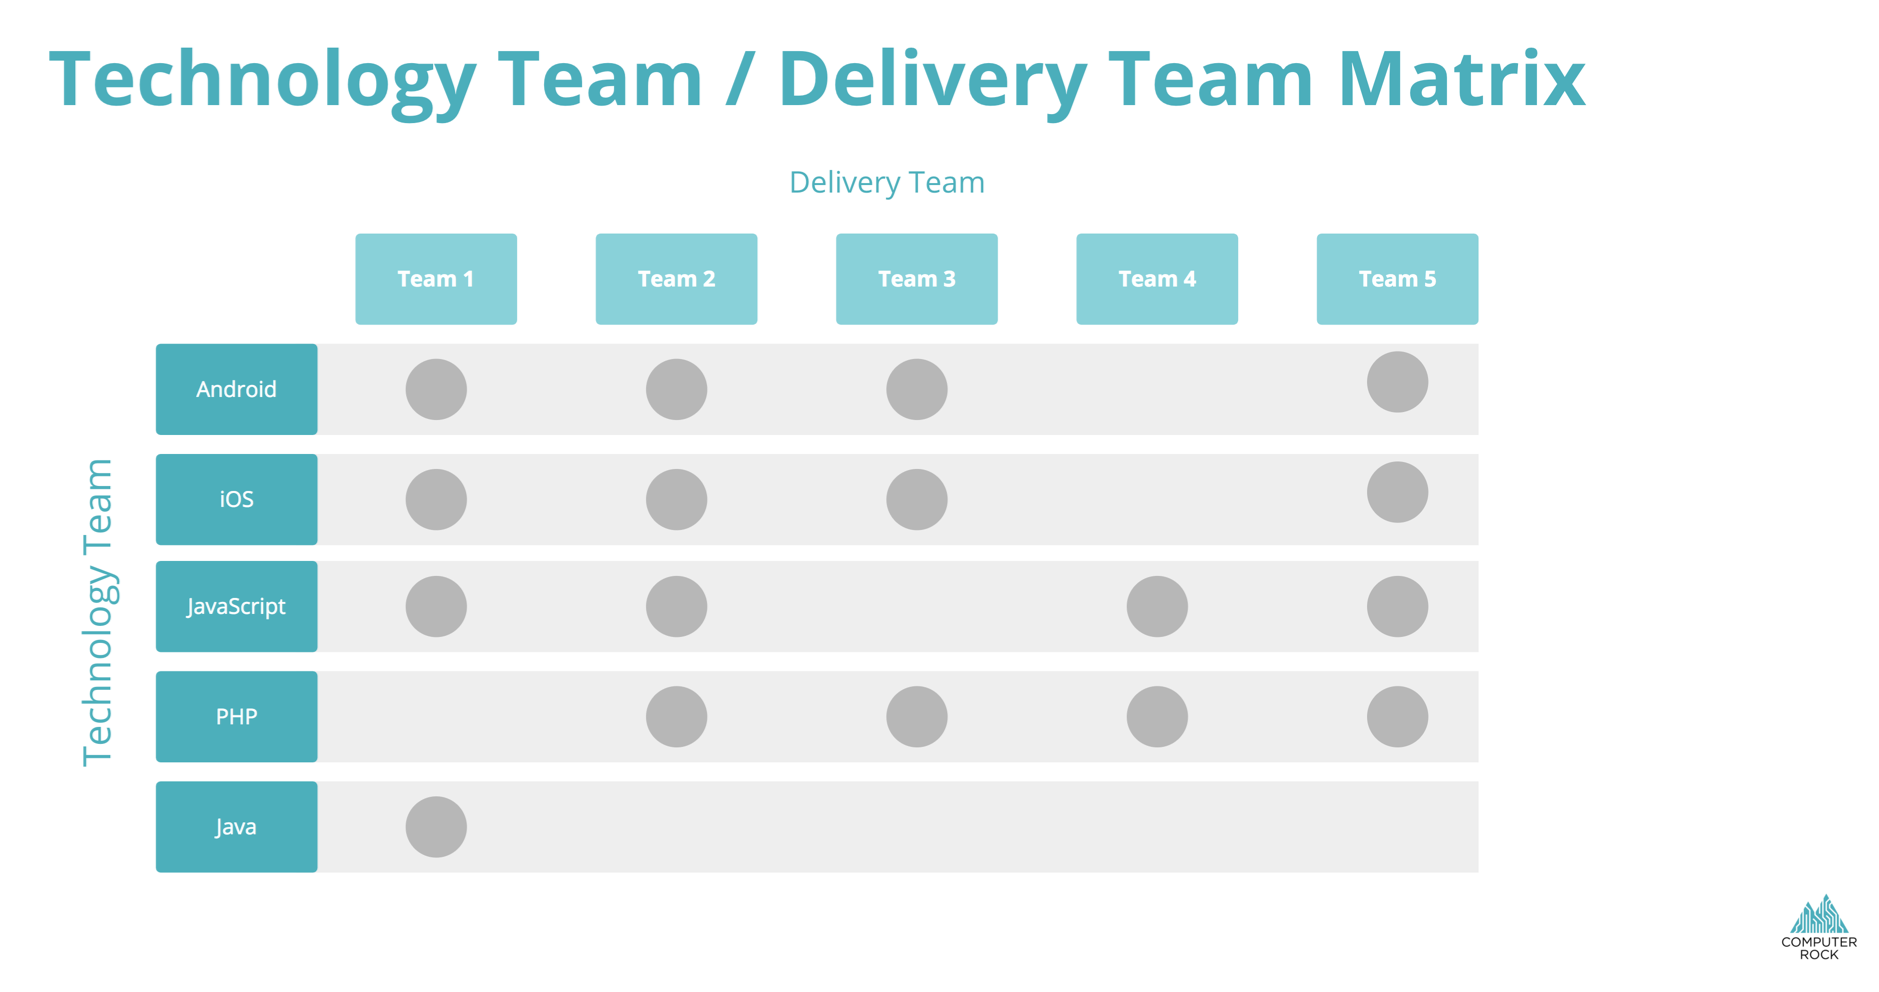 Technology Team / Delivery Team Matrix
Delivery Team
Team 1
Team 2
Team 3
Team 4
Team 5
Technology Team
Android
iOS
JavaScript
PHP
Java
COMPUTER
ROCK